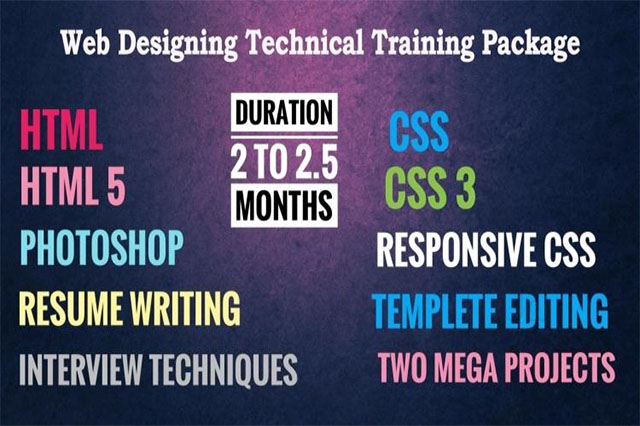 Web Designing Technical Training Package
HTML
HTML 5
PHOTOSHOP
RESUME WRITING
INTERVIEW TECHNIQUES
DURATION
2 TO 2.5
MONTHS
CSS
CSS 3
RESPONSIVE CSS
TEMPLETE EDITING
TWO MEGA PROJECTS